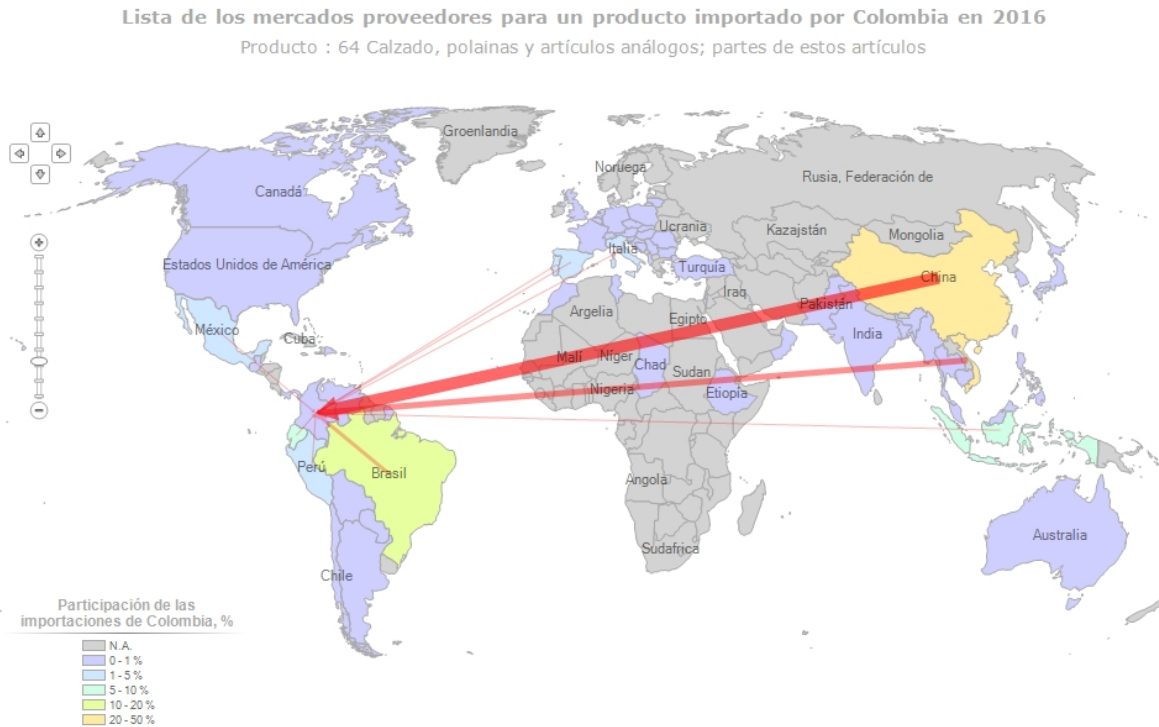 Lista de los mercados proveedores para un producto importado por Colombia en 2016
Producto : 64 Calzado, polainas y artículos análogos; partes de estos artículos
Groenlandia
Noruega
Rusia, Federación de
Canadá
Ucrania
Kazajstán
Mongolia
Italia
Estados Unidos de América
Turquía
China
Iraq
Pakistán
Argelia
Egipto
México
Cuba
India
Malí
Níger
Chad
Sudan
Nigeria
Etiopia
Perú
Brasil
Angola
Australia
Sudafrica
Chile
Participación de las
importaciones de Colombia, %
N.A.
0 - 1 %
1 - 5 %
5 - 10 %
10 - 20 %
20 - 50 %